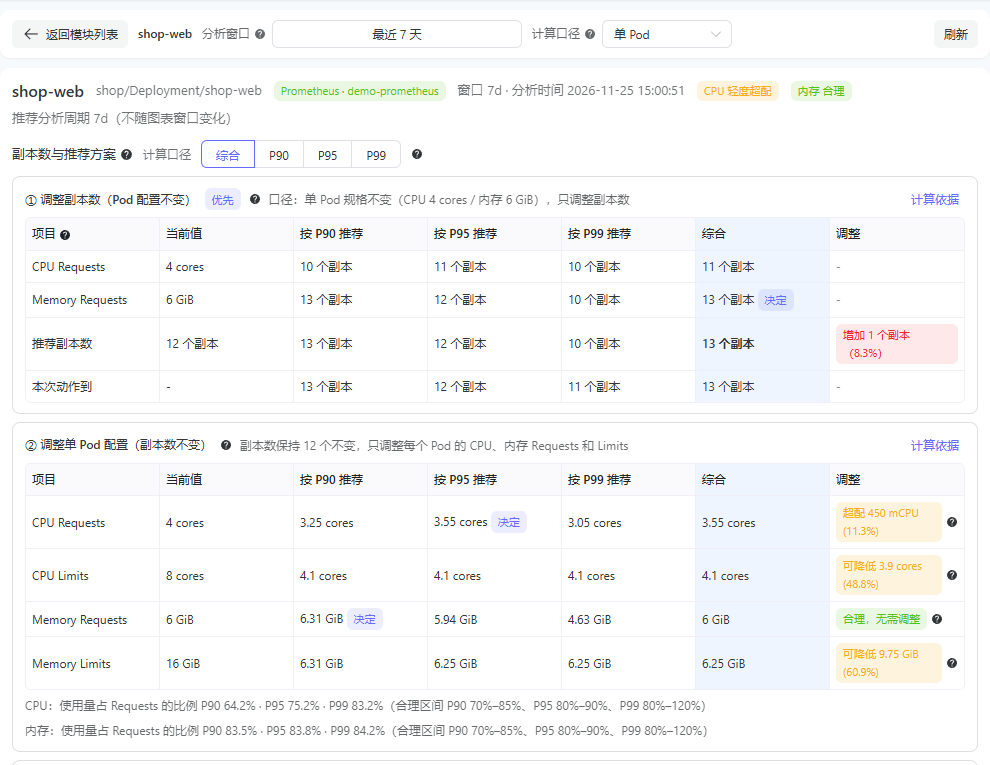 返回模块列表 shop-web 分析窗口 最近 7 天 计算口径 单 Pod 刷新
shop-web shop/Deployment/shop-web Prometheus · demo-prometheus 窗口 7d · 分析时间 2026-11-25 15:00:51 CPU 轻度超配 内存 合理
推荐分析周期 7d（不随图表窗口变化）
副本数与推荐方案 计算口径 综合 P90 P95 P99
① 调整副本数（Pod 配置不变） 优先 口径：单 Pod 规格不变（CPU 4 cores / 内存 6 GiB），只调整副本数 计算依据
项目 当前值 按 P90 推荐 按 P95 推荐 按 P99 推荐 综合 调整
CPU Requests 4 cores 10 个副本 11 个副本 10 个副本 11 个副本 -
Memory Requests 6 GiB 13 个副本 12 个副本 10 个副本 13 个副本 决定 -
推荐副本数 12 个副本 13 个副本 12 个副本 10 个副本 13 个副本 增加 1 个副本
（8.3%）
本次动作到 - 13 个副本 12 个副本 11 个副本 13 个副本 -
② 调整单 Pod 配置（副本数不变） 副本数保持 12 个不变，只调整每个 Pod 的 CPU、内存 Requests 和 Limits 计算依据
项目 当前值 按 P90 推荐 按 P95 推荐 按 P99 推荐 综合 调整
CPU Requests 4 cores 3.25 cores 3.55 cores 决定 3.05 cores 3.55 cores 超配 450 mCPU
(11.3%)
CPU Limits 8 cores 4.1 cores 4.1 cores 4.1 cores 4.1 cores 可降低 3.9 cores
(48.8%)
Memory Requests 6 GiB 6.31 GiB 决定 5.94 GiB 4.63 GiB 6 GiB 合理，无需调整
Memory Limits 16 GiB 6.31 GiB 6.25 GiB 6.25 GiB 6.25 GiB 可降低 9.75 GiB
(60.9%)
CPU：使用量占 Requests 的比例 P90 64.2% · P95 75.2% · P99 83.2%（合理区间 P90 70%–85%、P95 80%–90%、P99 80%–120%）
内存：使用量占 Requests 的比例 P90 83.5% · P95 83.8% · P99 84.2%（合理区间 P90 70%–85%、P95 80%–90%、P99 80%–120%）